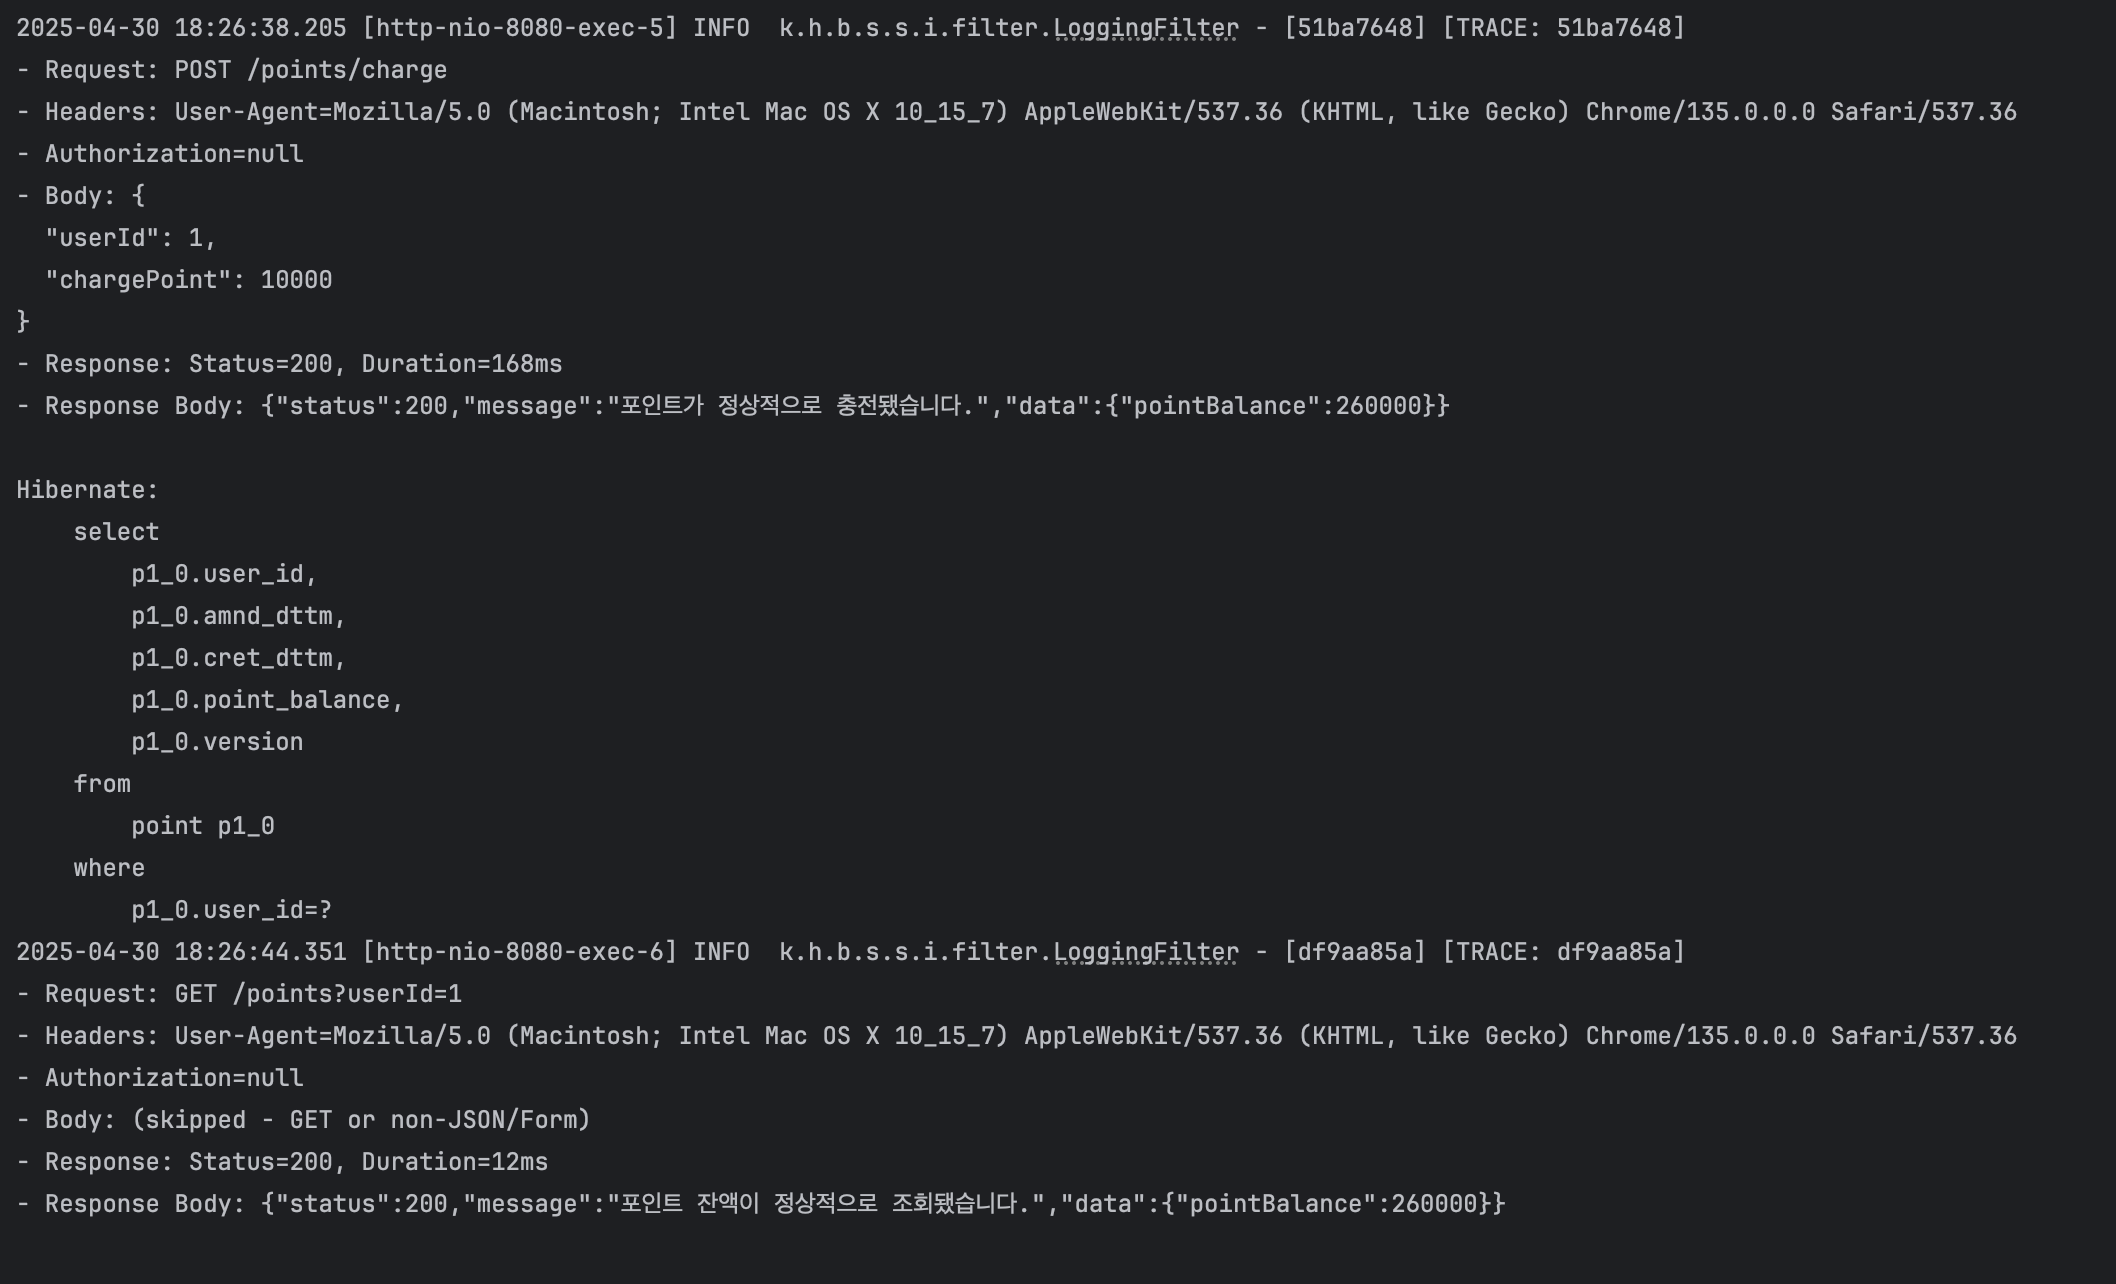 2025-04-30 18:26:38.205 [http-nio-8080-exec-5] INFO  k.h.b.s.s.i.filter.LoggingFilter - [51ba7648] [TRACE: 51ba7648]
- Request: POST /points/charge
- Headers: User-Agent=Mozilla/5.0 (Macintosh; Intel Mac OS X 10_15_7) AppleWebKit/537.36 (KHTML, like Gecko) Chrome/135.0.0.0 Safari/537.36
- Authorization=null
- Body: {
  "userId": 1,
  "chargePoint": 10000
}
- Response: Status=200, Duration=168ms
- Response Body: {"status":200,"message":"포인트가 정상적으로 충전됐습니다.","data":{"pointBalance":260000}}
Hibernate:
    select
        p1_0.user_id,
        p1_0.amnd_dttm,
        p1_0.cret_dttm,
        p1_0.point_balance,
        p1_0.version
    from
        point p1_0
    where
        p1_0.user_id=?
2025-04-30 18:26:44.351 [http-nio-8080-exec-6] INFO  k.h.b.s.s.i.filter.LoggingFilter - [df9aa85a] [TRACE: df9aa85a]
- Request: GET /points?userId=1
- Headers: User-Agent=Mozilla/5.0 (Macintosh; Intel Mac OS X 10_15_7) AppleWebKit/537.36 (KHTML, like Gecko) Chrome/135.0.0.0 Safari/537.36
- Authorization=null
- Body: (skipped - GET or non-JSON/Form)
- Response: Status=200, Duration=12ms
- Response Body: {"status":200,"message":"포인트 잔액이 정상적으로 조회됐습니다.","data":{"pointBalance":260000}}